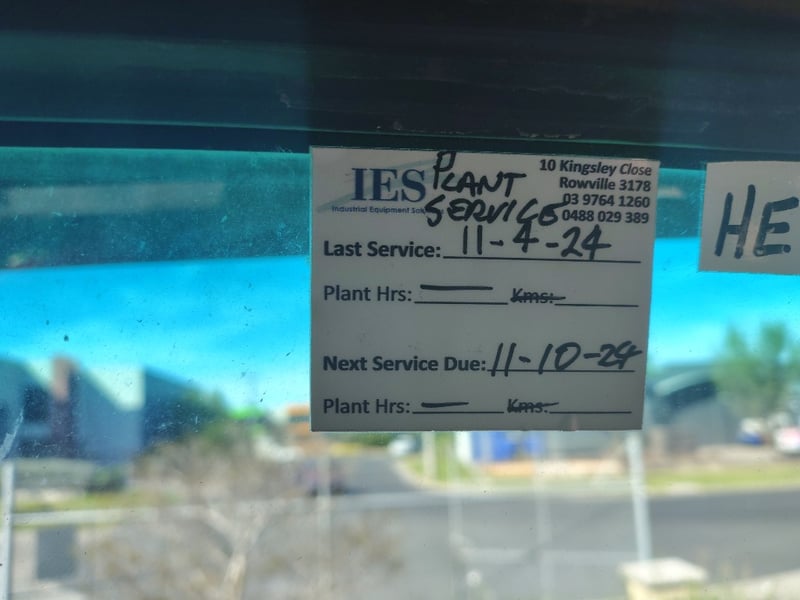 IES PLANT SERVICE
Industrial Equipment
10 Kingsley Close
Rowville 3178
03 9764 1260
0488 029 389
Last Service: 11-4-24
Plant Hrs: — Kms:
Next Service Due: 11-10-24
Plant Hrs: — Kms:
HE